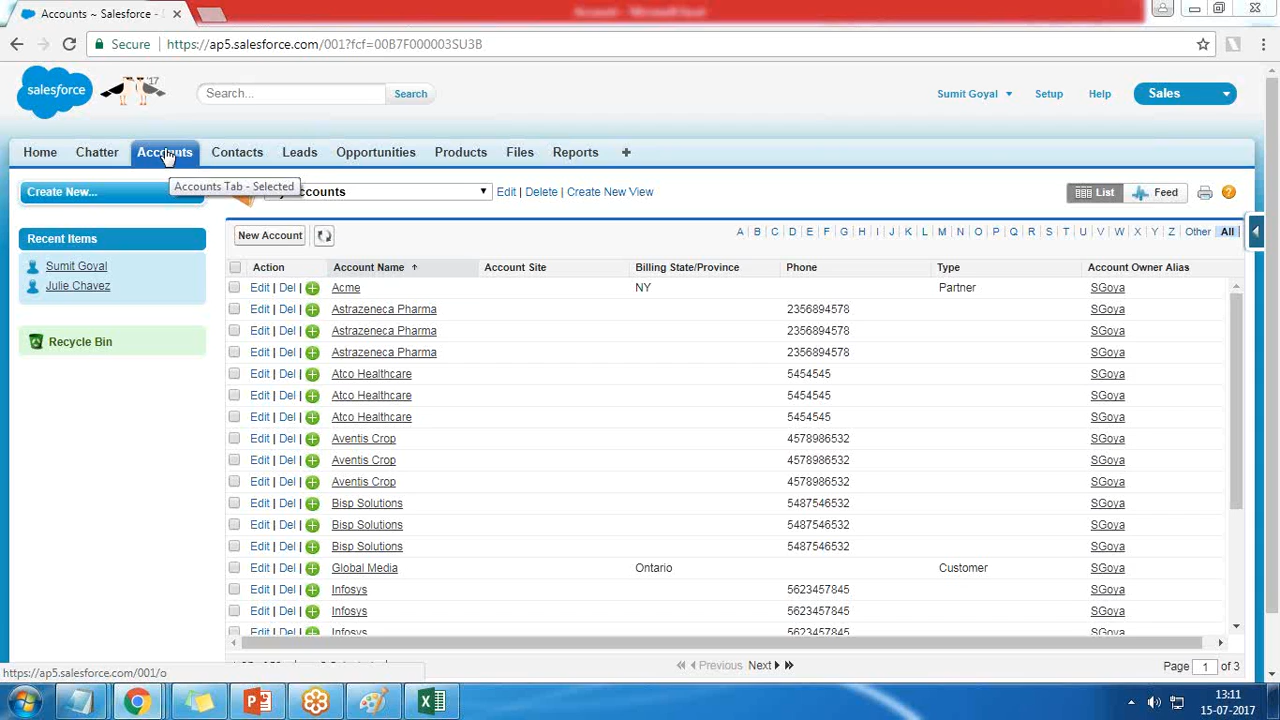 Accounts ~ Salesforce -
Secure
https://ap5.salesforce.com/001?fcf=00B7F000003SU3B
salesforce
'17
Search...
Search
Sumit Goyal
Setup
Help
Sales
Home
Chatter
Accounts
Contacts
Leads
Opportunities
Products
Files
Reports
Accounts Tab - Selected
Create New...
ccounts
Edit | Delete | Create New View
List
Feed
Recent Items
Sumit Goyal
Julie Chavez
Recycle Bin
New Account
A B C D E F G H I J K L M N O P Q R S T U V W X Y Z Other All
Action Account Name Account Site Billing State/Province Phone Type Account Owner Alias
Edit | Del | Acme NY Partner SGoya
Edit | Del | Astrazeneca Pharma 2356894578 SGoya
Edit | Del | Astrazeneca Pharma 2356894578 SGoya
Edit | Del | Astrazeneca Pharma 2356894578 SGoya
Edit | Del | Atco Healthcare 5454545 SGoya
Edit | Del | Atco Healthcare 5454545 SGoya
Edit | Del | Atco Healthcare 5454545 SGoya
Edit | Del | Aventis Crop 4578986532 SGoya
Edit | Del | Aventis Crop 4578986532 SGoya
Edit | Del | Aventis Crop 4578986532 SGoya
Edit | Del | Bisp Solutions 5487546532 SGoya
Edit | Del | Bisp Solutions 5487546532 SGoya
Edit | Del | Bisp Solutions 5487546532 SGoya
Edit | Del | Global Media Ontario Customer SGoya
Edit | Del | Infosys 5623457845 SGoya
Edit | Del | Infosys 5623457845 SGoya
Edit | Del | Infosys 5623457845 SGoya
Previous Next
Page 1 of 3
https://ap5.salesforce.com/001/o
13:11
15-07-2017